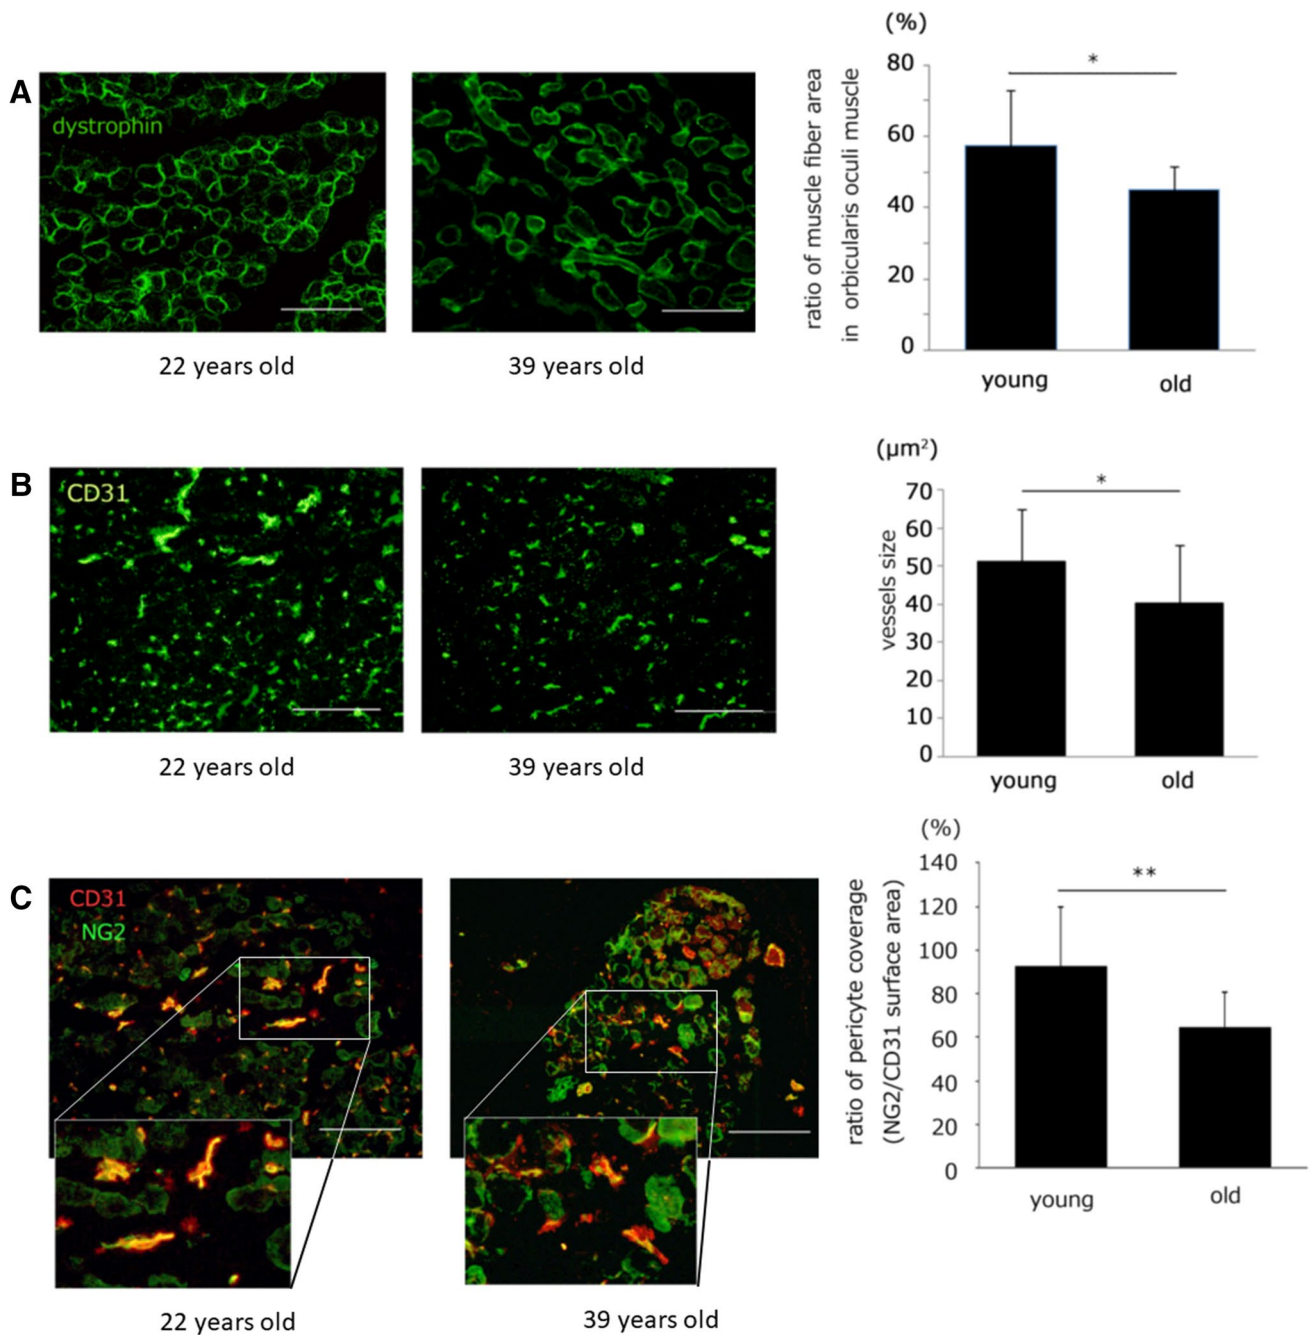 A
dystrophin
22 years old
39 years old
(%)
ratio of muscle fiber area
in orbicularis oculi muscle
80
60
40
20
0
*
young
old
B
CD31
22 years old
39 years old
(µm²)
vessels size
70
60
50
40
30
20
10
0
*
young
old
C
CD31
NG2
22 years old
39 years old
(%)
ratio of pericyte coverage
(NG2/CD31 surface area)
140
120
100
80
60
40
20
0
**
young
old